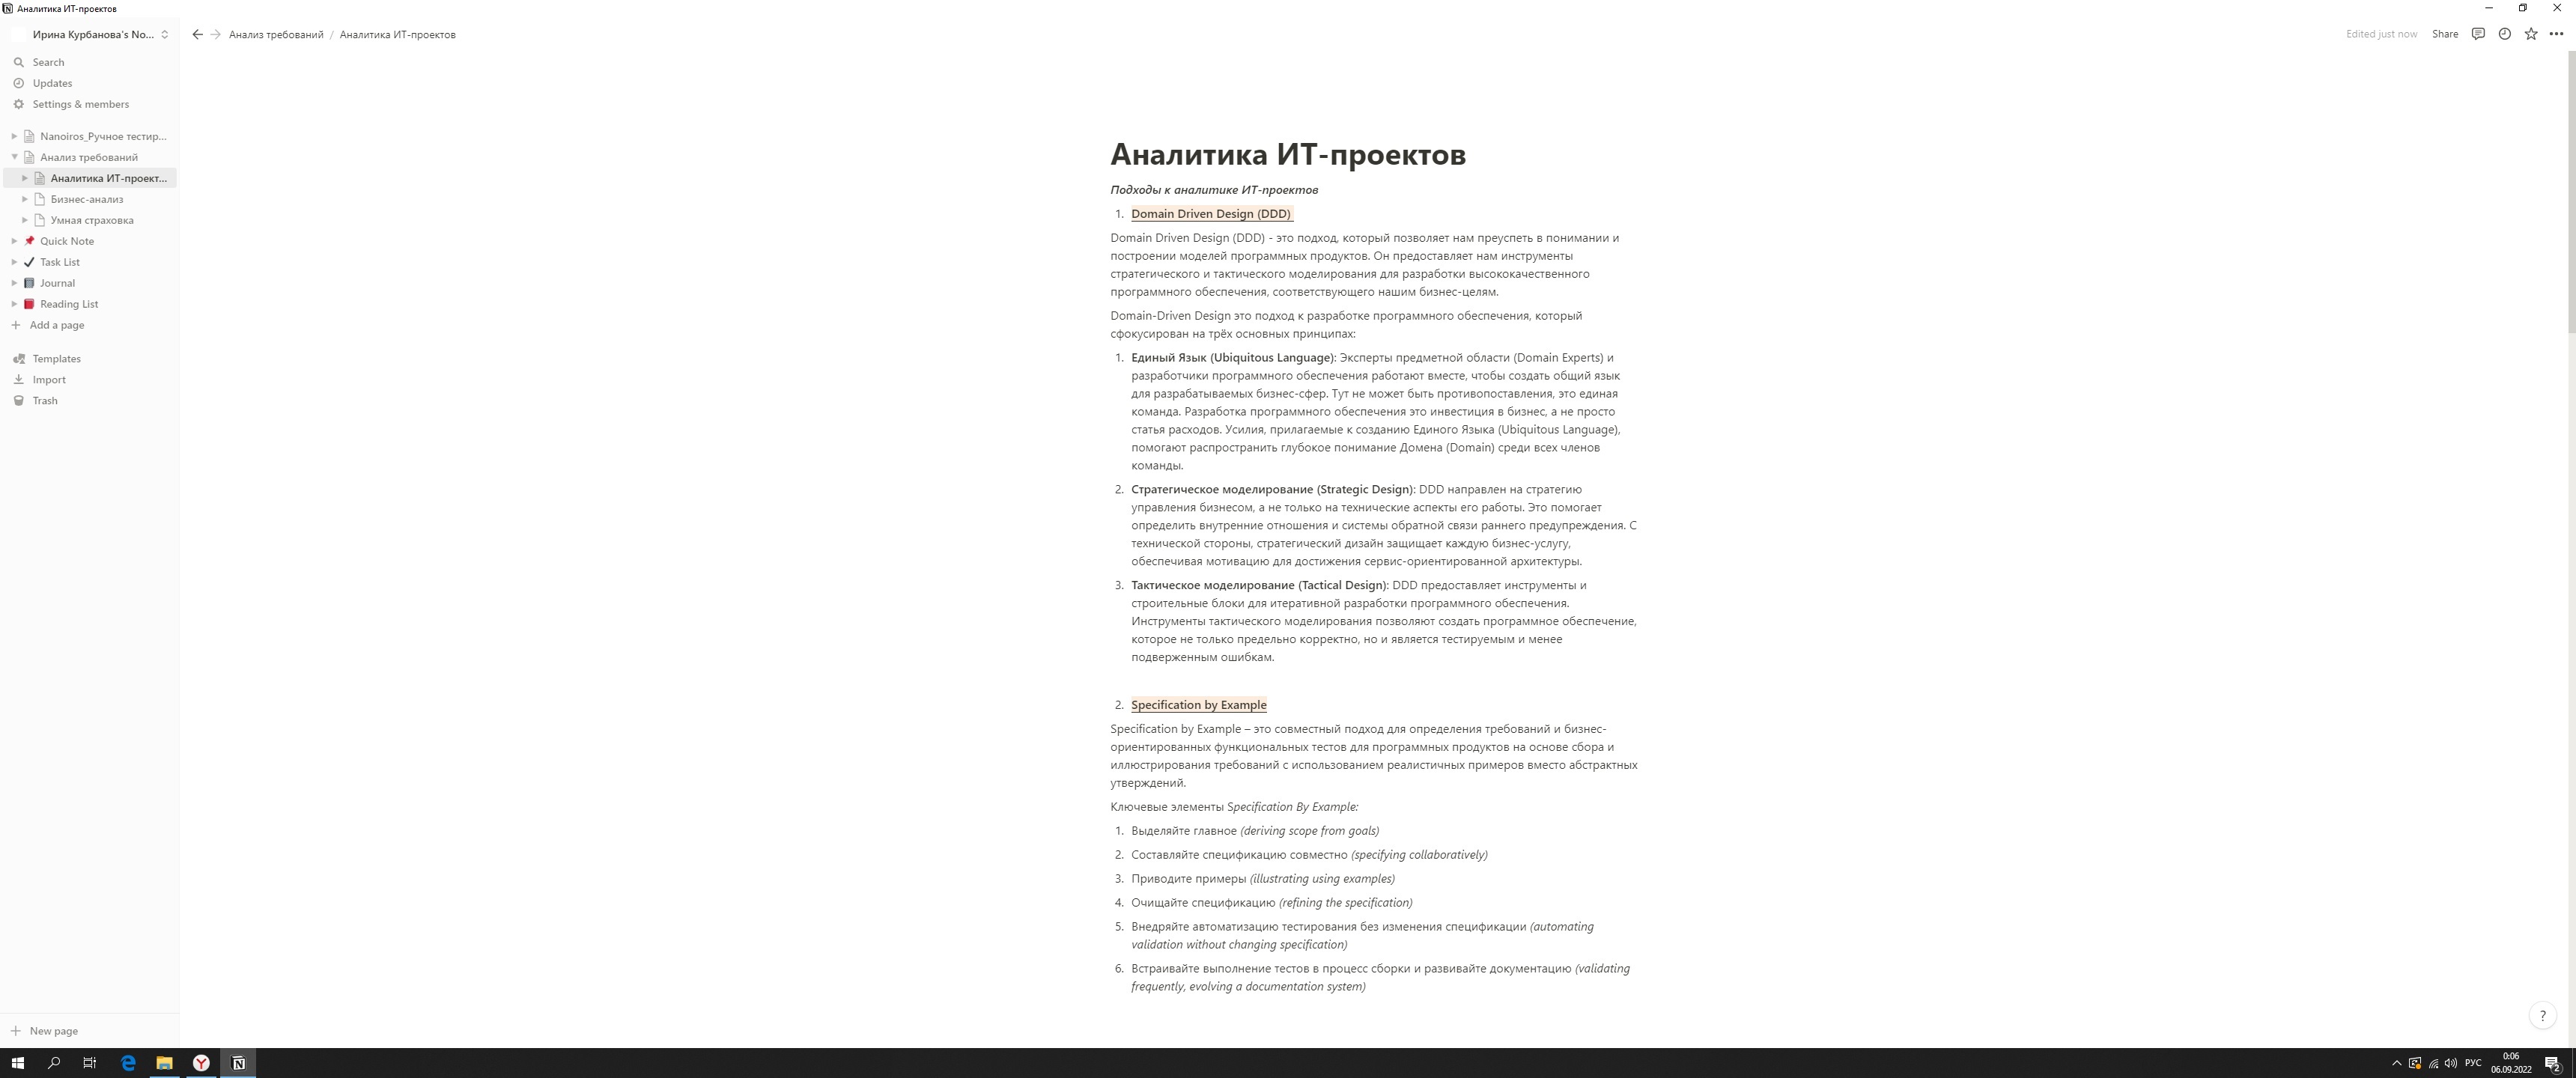 Аналитика ИТ-проектов
Ирина Курбанова's No...
Анализ требований / Аналитика ИТ-проектов
Edited just now
Share
Search
Updates
Settings & members
Nanoiros_Ручное тестир...
Анализ требований
Аналитика ИТ-проект...
Бизнес-анализ
Умная страховка
Quick Note
Task List
Journal
Reading List
Add a page
Templates
Import
Trash
New page
Аналитика ИТ-проектов
Подходы к аналитике ИТ-проектов
1. Domain Driven Design (DDD)
Domain Driven Design (DDD) - это подход, который позволяет нам преуспеть в понимании и
построении моделей программных продуктов. Он предоставляет нам инструменты
стратегического и тактического моделирования для разработки высококачественного
программного обеспечения, соответствующего нашим бизнес-целям.
Domain-Driven Design это подход к разработке программного обеспечения, который
сфокусирован на трёх основных принципах:
1. Единый Язык (Ubiquitous Language): Эксперты предметной области (Domain Experts) и
разработчики программного обеспечения работают вместе, чтобы создать общий язык
для разрабатываемых бизнес-сфер. Тут не может быть противопоставления, это единая
команда. Разработка программного обеспечения это инвестиция в бизнес, а не просто
статья расходов. Усилия, прилагаемые к созданию Единого Языка (Ubiquitous Language),
помогают распространить глубокое понимание Домена (Domain) среди всех членов
команды.
2. Стратегическое моделирование (Strategic Design): DDD направлен на стратегию
управления бизнесом, а не только на технические аспекты его работы. Это помогает
определить внутренние отношения и системы обратной связи раннего предупреждения. С
технической стороны, стратегический дизайн защищает каждую бизнес-услугу,
обеспечивая мотивацию для достижения сервис-ориентированной архитектуры.
3. Тактическое моделирование (Tactical Design): DDD предоставляет инструменты и
строительные блоки для итеративной разработки программного обеспечения.
Инструменты тактического моделирования позволяют создать программное обеспечение,
которое не только предельно корректно, но и является тестируемым и менее
подверженным ошибкам.
2. Specification by Example
Specification by Example – это совместный подход для определения требований и бизнес-
ориентированных функциональных тестов для программных продуктов на основе сбора и
иллюстрирования требований с использованием реалистичных примеров вместо абстрактных
утверждений.
Ключевые элементы Specification By Example:
1. Выделяйте главное (deriving scope from goals)
2. Составляйте спецификацию совместно (specifying collaboratively)
3. Приводите примеры (illustrating using examples)
4. Очищайте спецификацию (refining the specification)
5. Внедряйте автоматизацию тестирования без изменения спецификации (automating
validation without changing specification)
6. Встраивайте выполнение тестов в процесс сборки и развивайте документацию (validating
frequently, evolving a documentation system)
?
РУС
0:06
06.09.2022
2